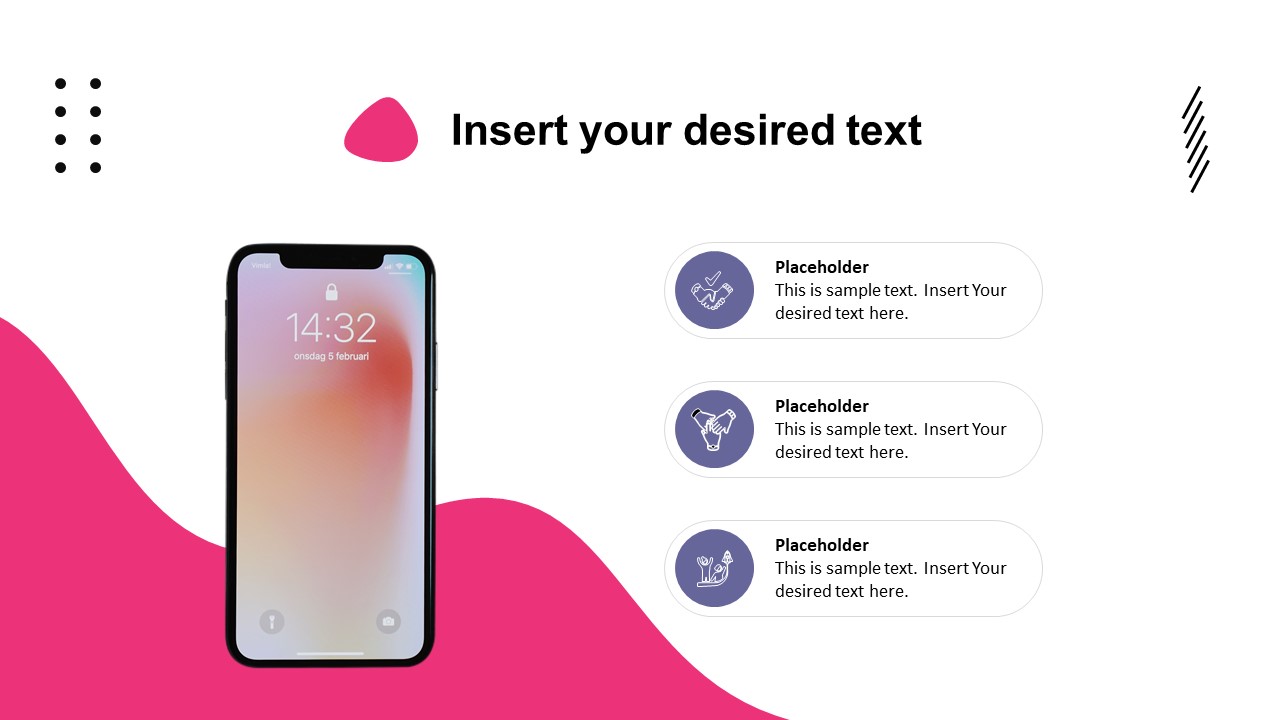 Insert your desired text
14:32
onsdag 5 februari
Placeholder
This is sample text. Insert Your
desired text here.
Placeholder
This is sample text. Insert Your
desired text here.
Placeholder
This is sample text. Insert Your
desired text here.